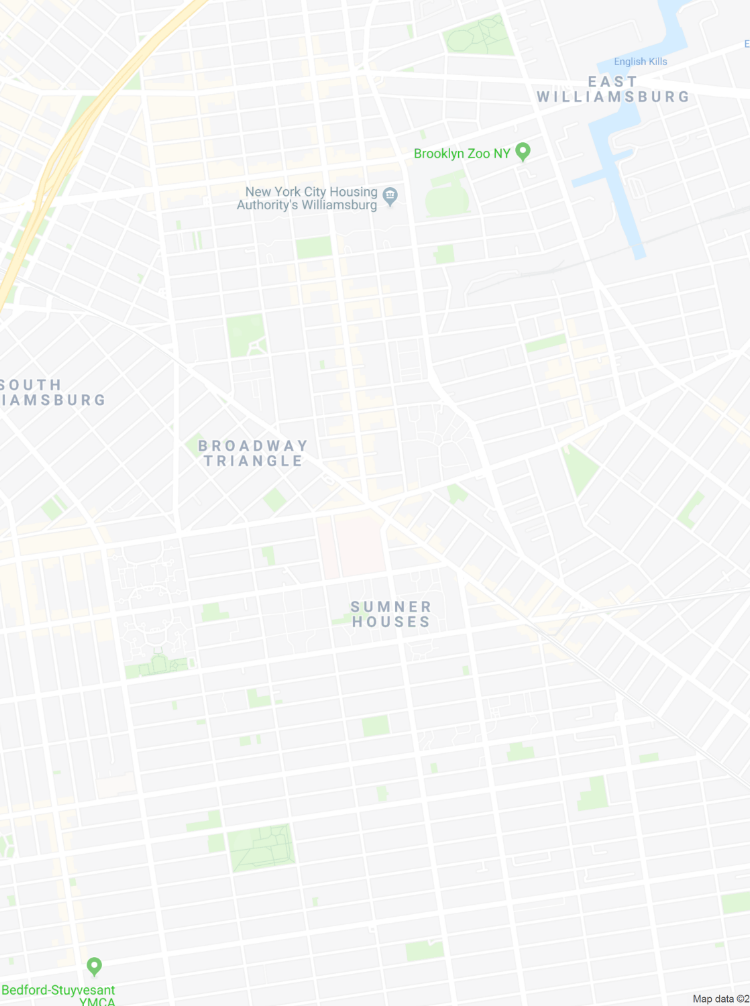 English Kills
E
EAST
WILLIAMSBURG
Brooklyn Zoo NY
New York City Housing
Authority's Williamsburg
SOUTH
IAMSBURG
BROADWAY
TRIANGLE
SUMNER
HOUSES
Bedford-Stuyvesant
YMCA
Map data ©2